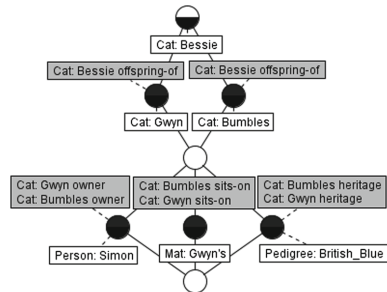 Cat: Bessie
Cat: Bessie offspring-of
Cat: Bessie offspring-of
Cat: Gwyn
Cat: Bumbles
Cat: Gwyn owner
Cat: Bumbles owner
Cat: Bumbles sits-on
Cat: Gwyn sits-on
Cat: Bumbles heritage
Cat: Gwyn heritage
Person: Simon
Mat: Gwyn's
Pedigree: British_Blue